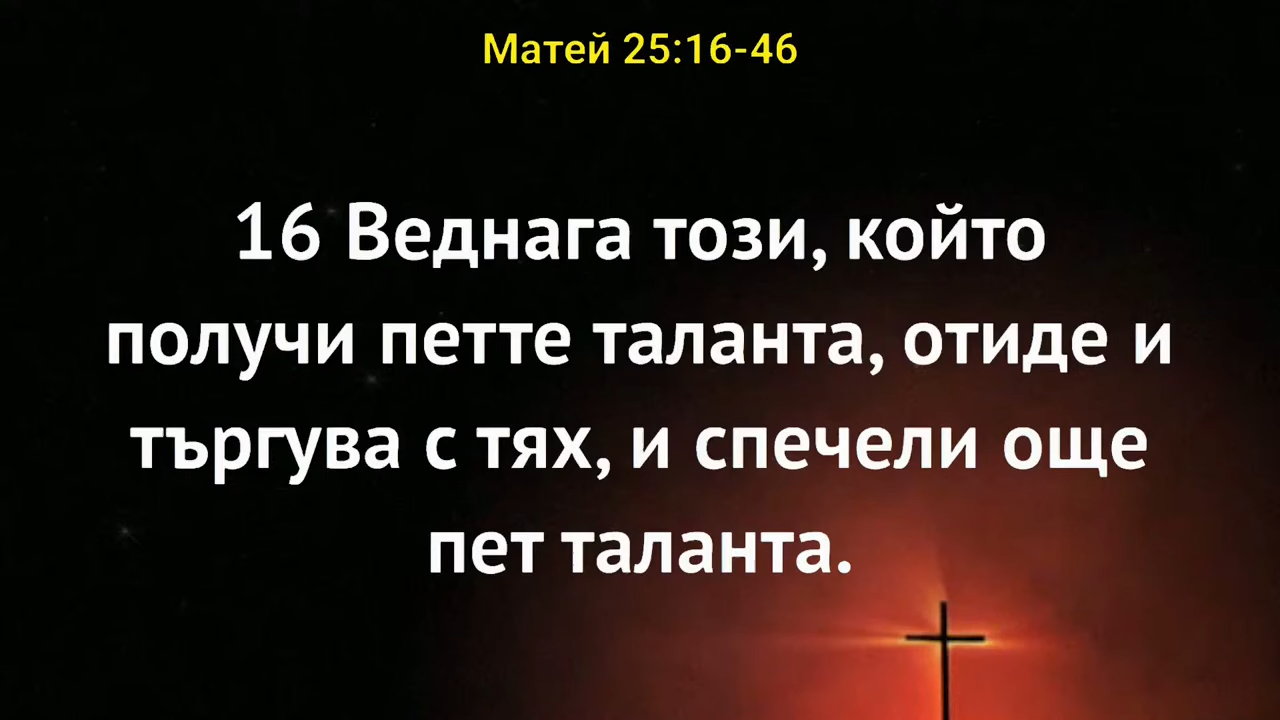 Матей 25:16-46
16 Веднага този, който
получи петте таланта, отиде и
търгува с тях, и спечели още
пет таланта.